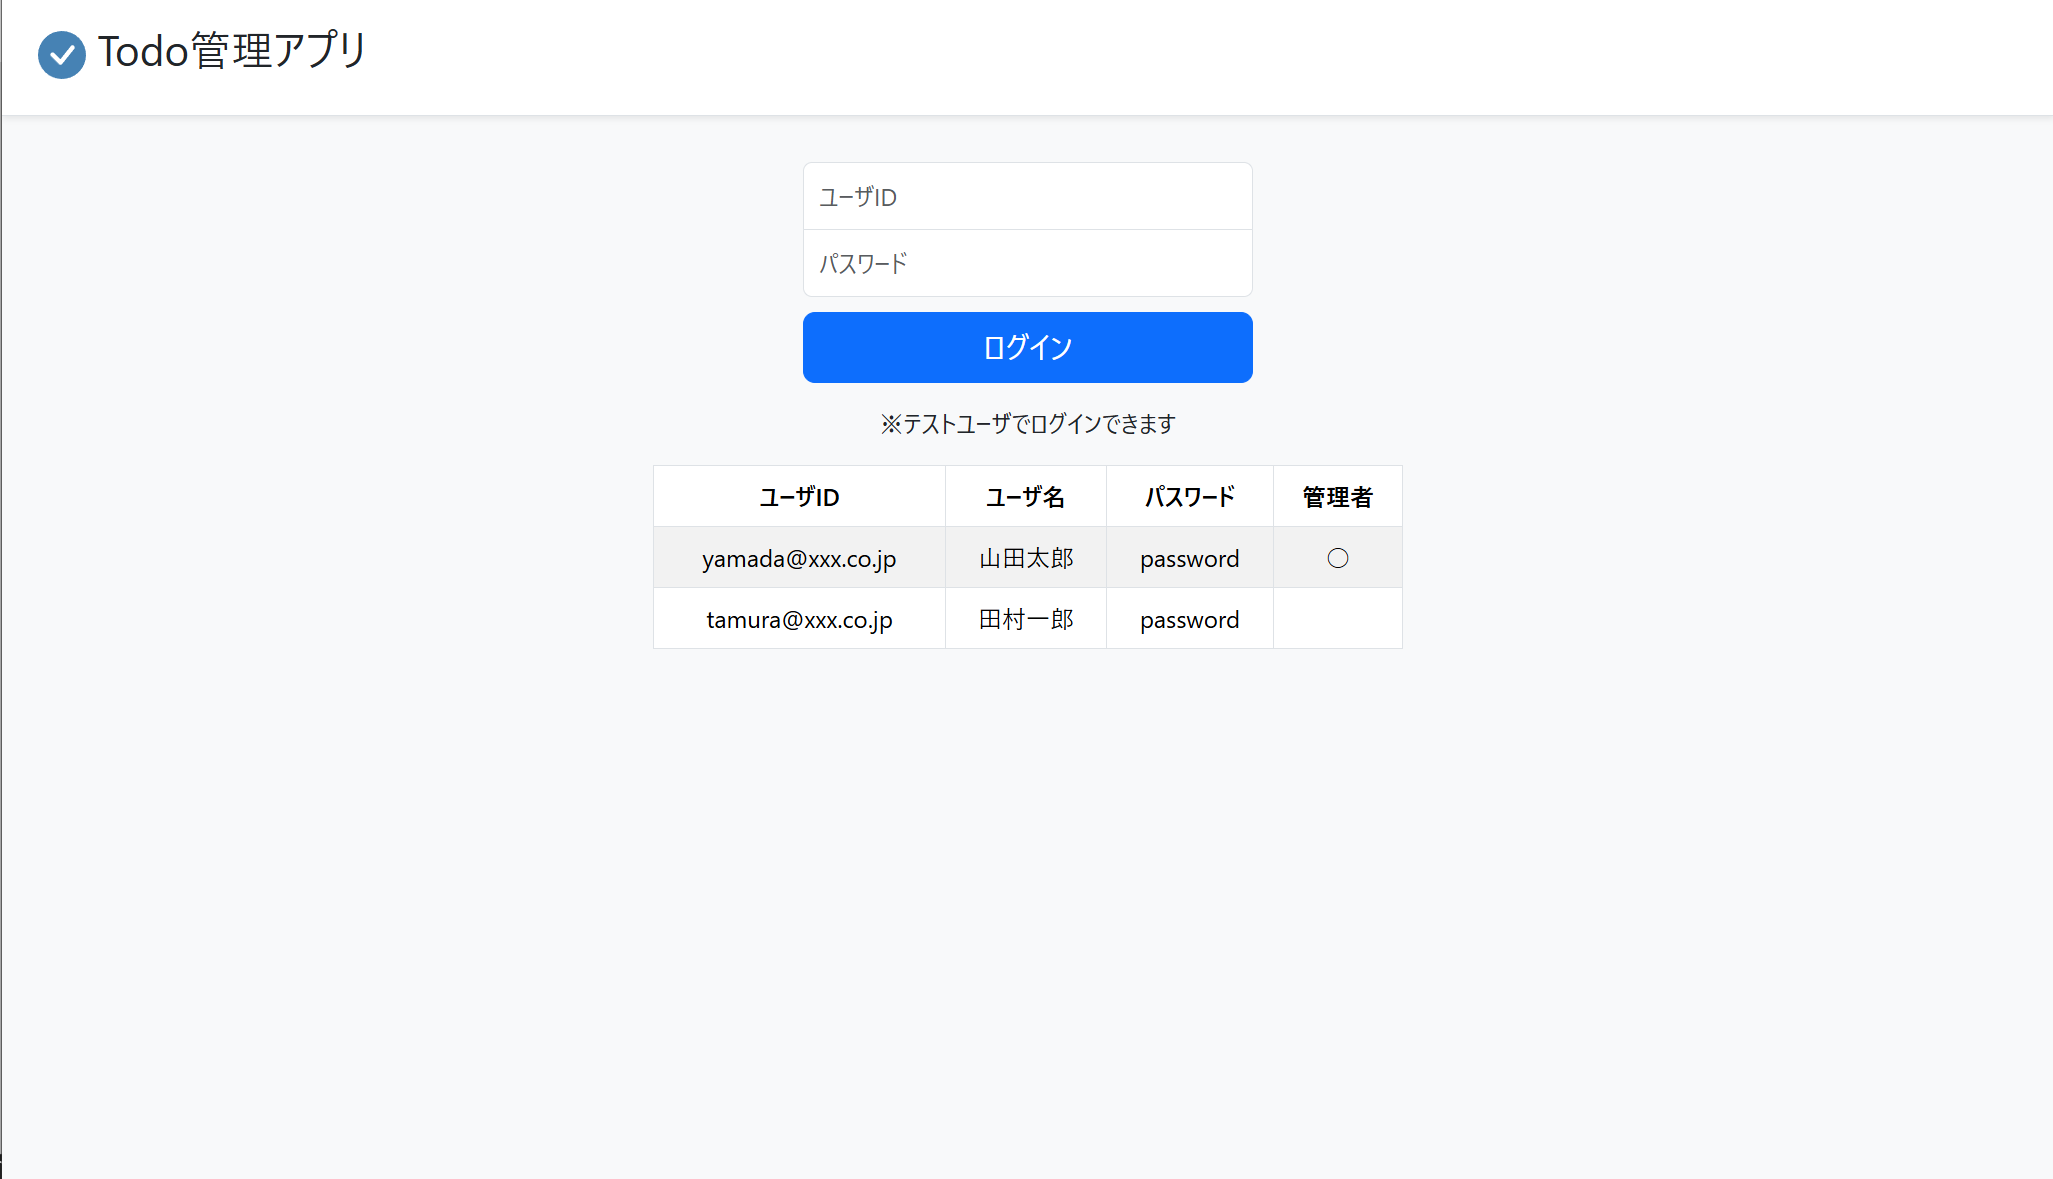 Todo管理アプリ
ユーザID
パスワード
ログイン
※テストユーザでログインできます
ユーザID ユーザ名 パスワード 管理者
yamada@xxx.co.jp 山田太郎 password ○
tamura@xxx.co.jp 田村一郎 password